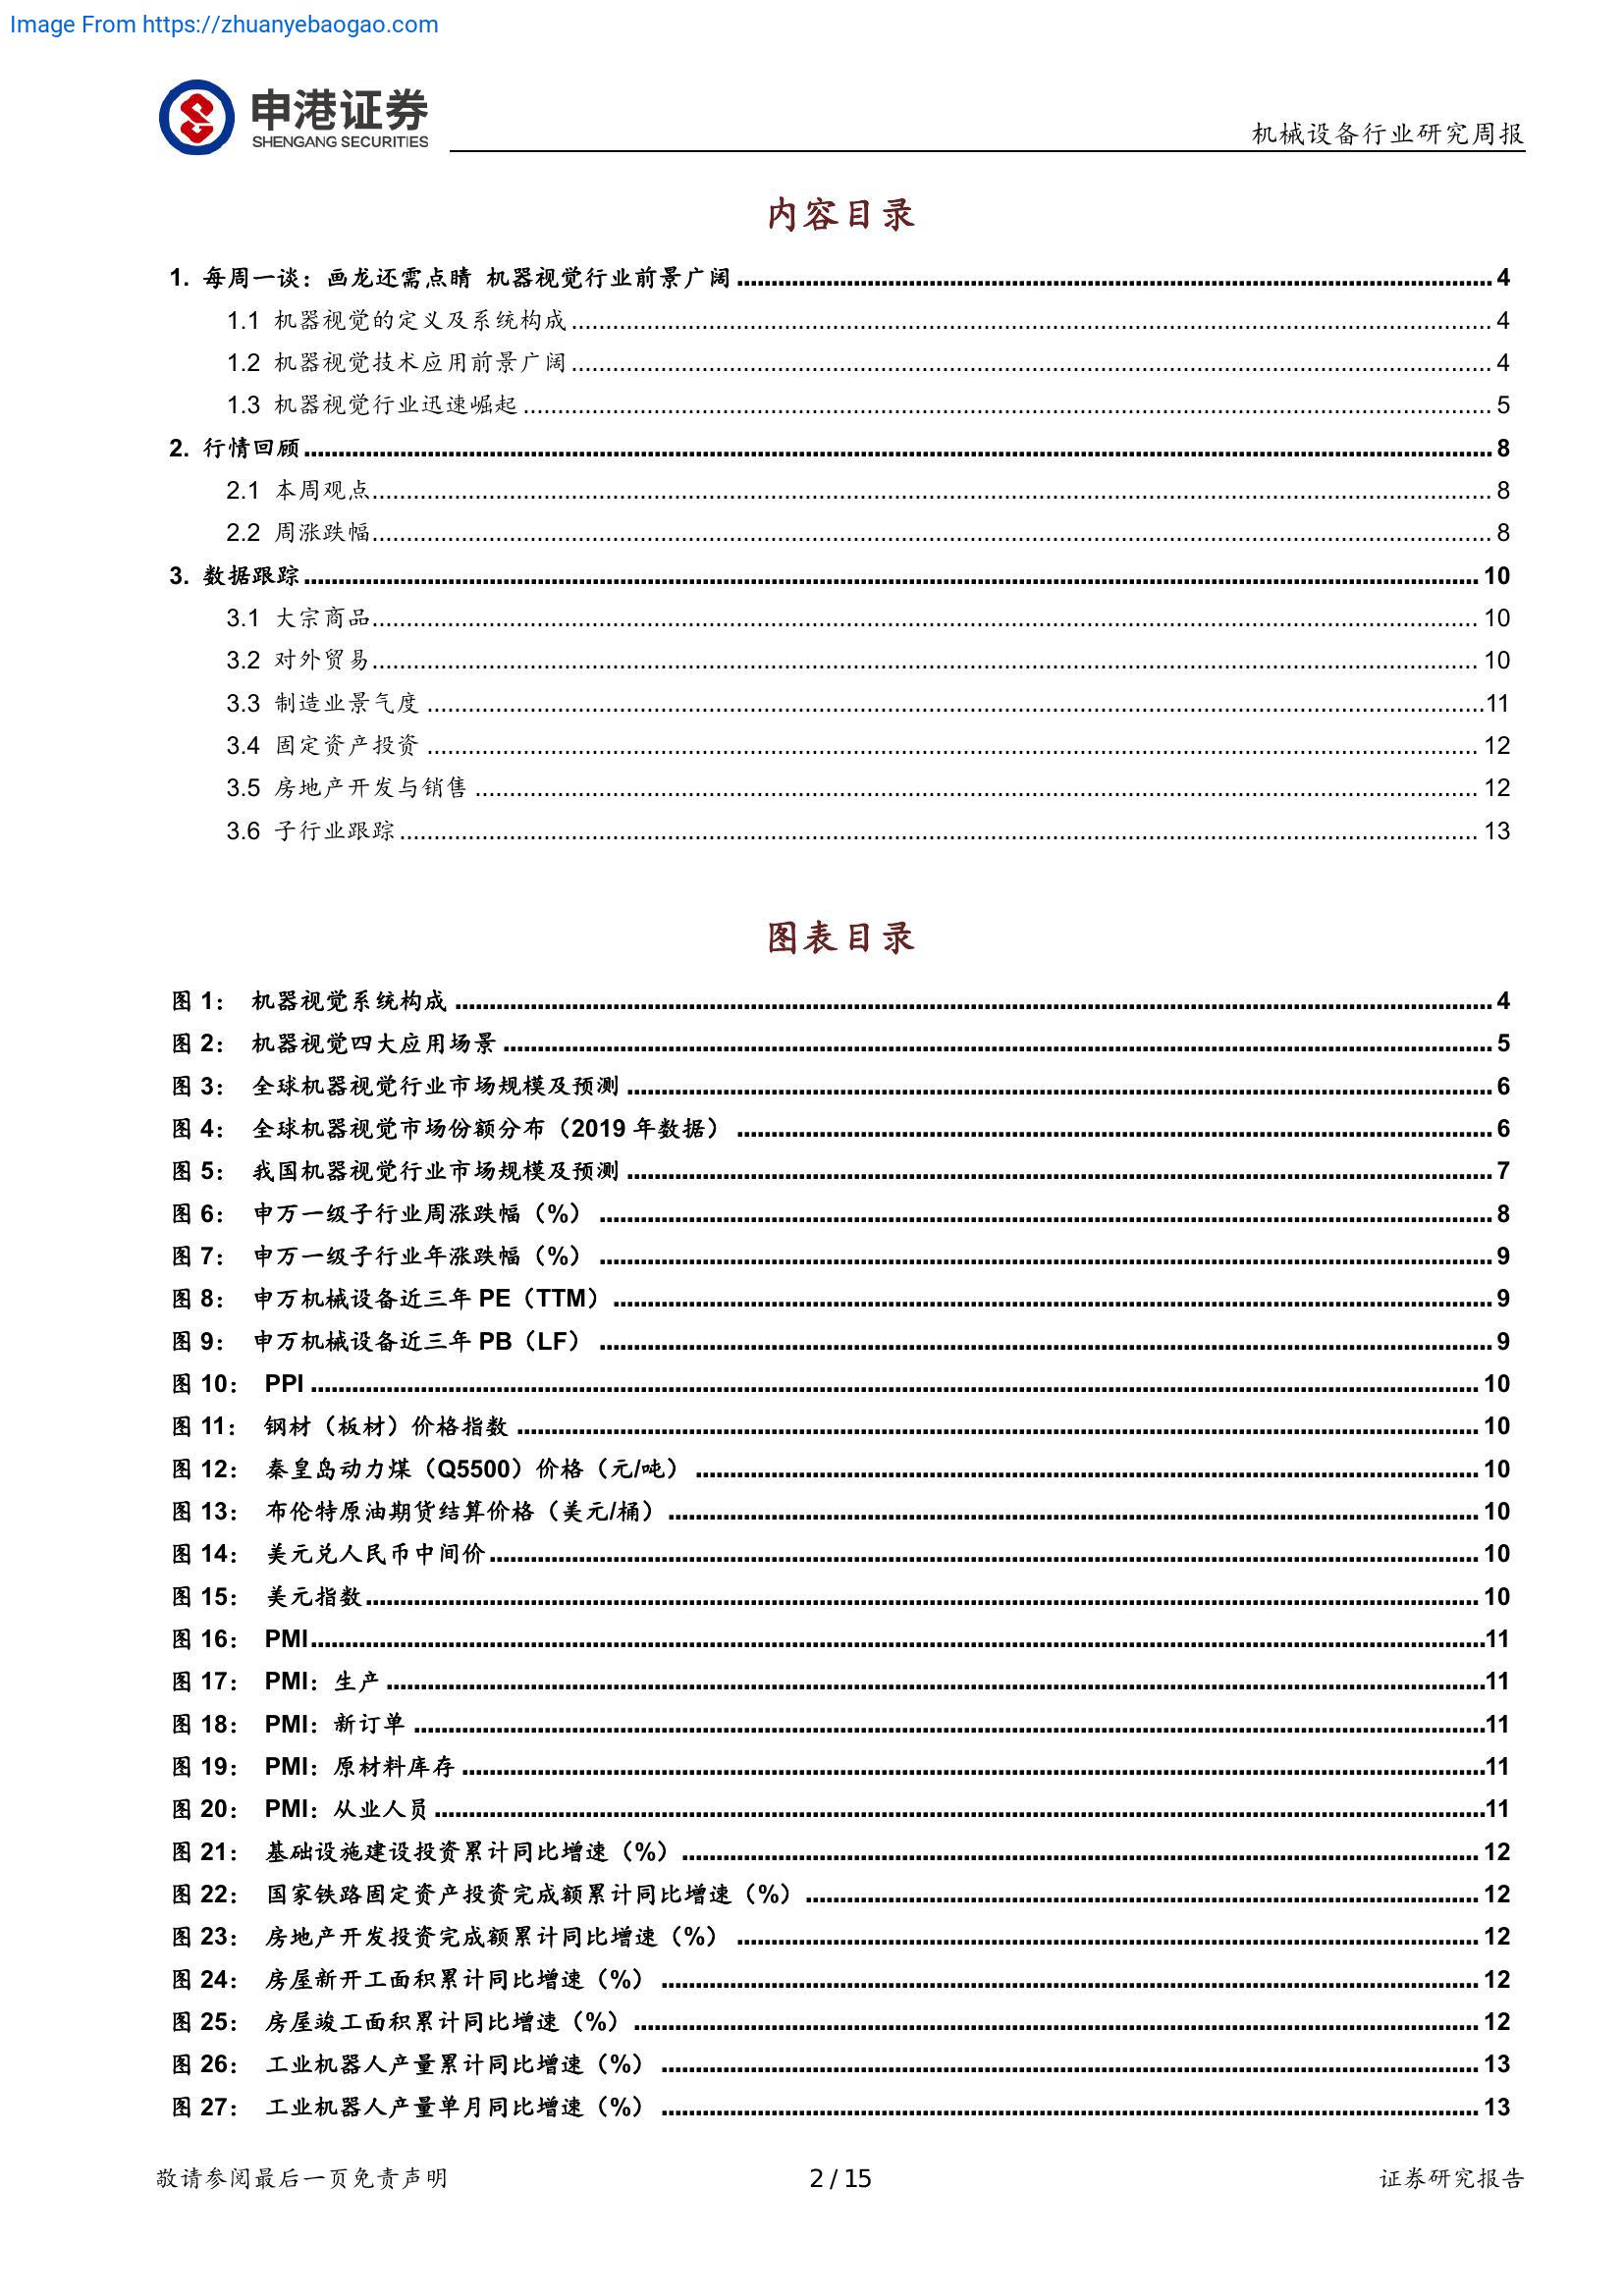 Image From https://zhuanyebaogao.com
申港证券
SHENGANG SECURITIES
机械设备行业研究周报
内容目录
1. 每周一谈：画龙还需点睛 机器视觉行业前景广阔 4
1.1 机器视觉的定义及系统构成 4
1.2 机器视觉技术应用前景广阔 4
1.3 机器视觉行业迅速崛起 5
2. 行情回顾 8
2.1 本周观点 8
2.2 周涨跌幅 8
3. 数据跟踪 10
3.1 大宗商品 10
3.2 对外贸易 10
3.3 制造业景气度 11
3.4 固定资产投资 12
3.5 房地产开发与销售 12
3.6 子行业跟踪 13
图表目录
图 1： 机器视觉系统构成 4
图 2： 机器视觉四大应用场景 5
图 3： 全球机器视觉行业市场规模及预测 6
图 4： 全球机器视觉市场份额分布（2019 年数据） 6
图 5： 我国机器视觉行业市场规模及预测 7
图 6： 申万一级子行业周涨跌幅（%） 8
图 7： 申万一级子行业年涨跌幅（%） 9
图 8： 申万机械设备近三年 PE（TTM） 9
图 9： 申万机械设备近三年 PB（LF） 9
图 10： PPI 10
图 11： 钢材（板材）价格指数 10
图 12： 秦皇岛动力煤（Q5500）价格（元/吨） 10
图 13： 布伦特原油期货结算价格（美元/桶） 10
图 14： 美元兑人民币中间价 10
图 15： 美元指数 10
图 16： PMI 11
图 17： PMI：生产 11
图 18： PMI：新订单 11
图 19： PMI：原材料库存 11
图 20： PMI：从业人员 11
图 21： 基础设施建设投资累计同比增速（%） 12
图 22： 国家铁路固定资产投资完成额累计同比增速（%） 12
图 23： 房地产开发投资完成额累计同比增速（%） 12
图 24： 房屋新开工面积累计同比增速（%） 12
图 25： 房屋竣工面积累计同比增速（%） 12
图 26： 工业机器人产量累计同比增速（%） 13
图 27： 工业机器人产量单月同比增速（%） 13
敬请参阅最后一页免责声明
2 / 15
证券研究报告